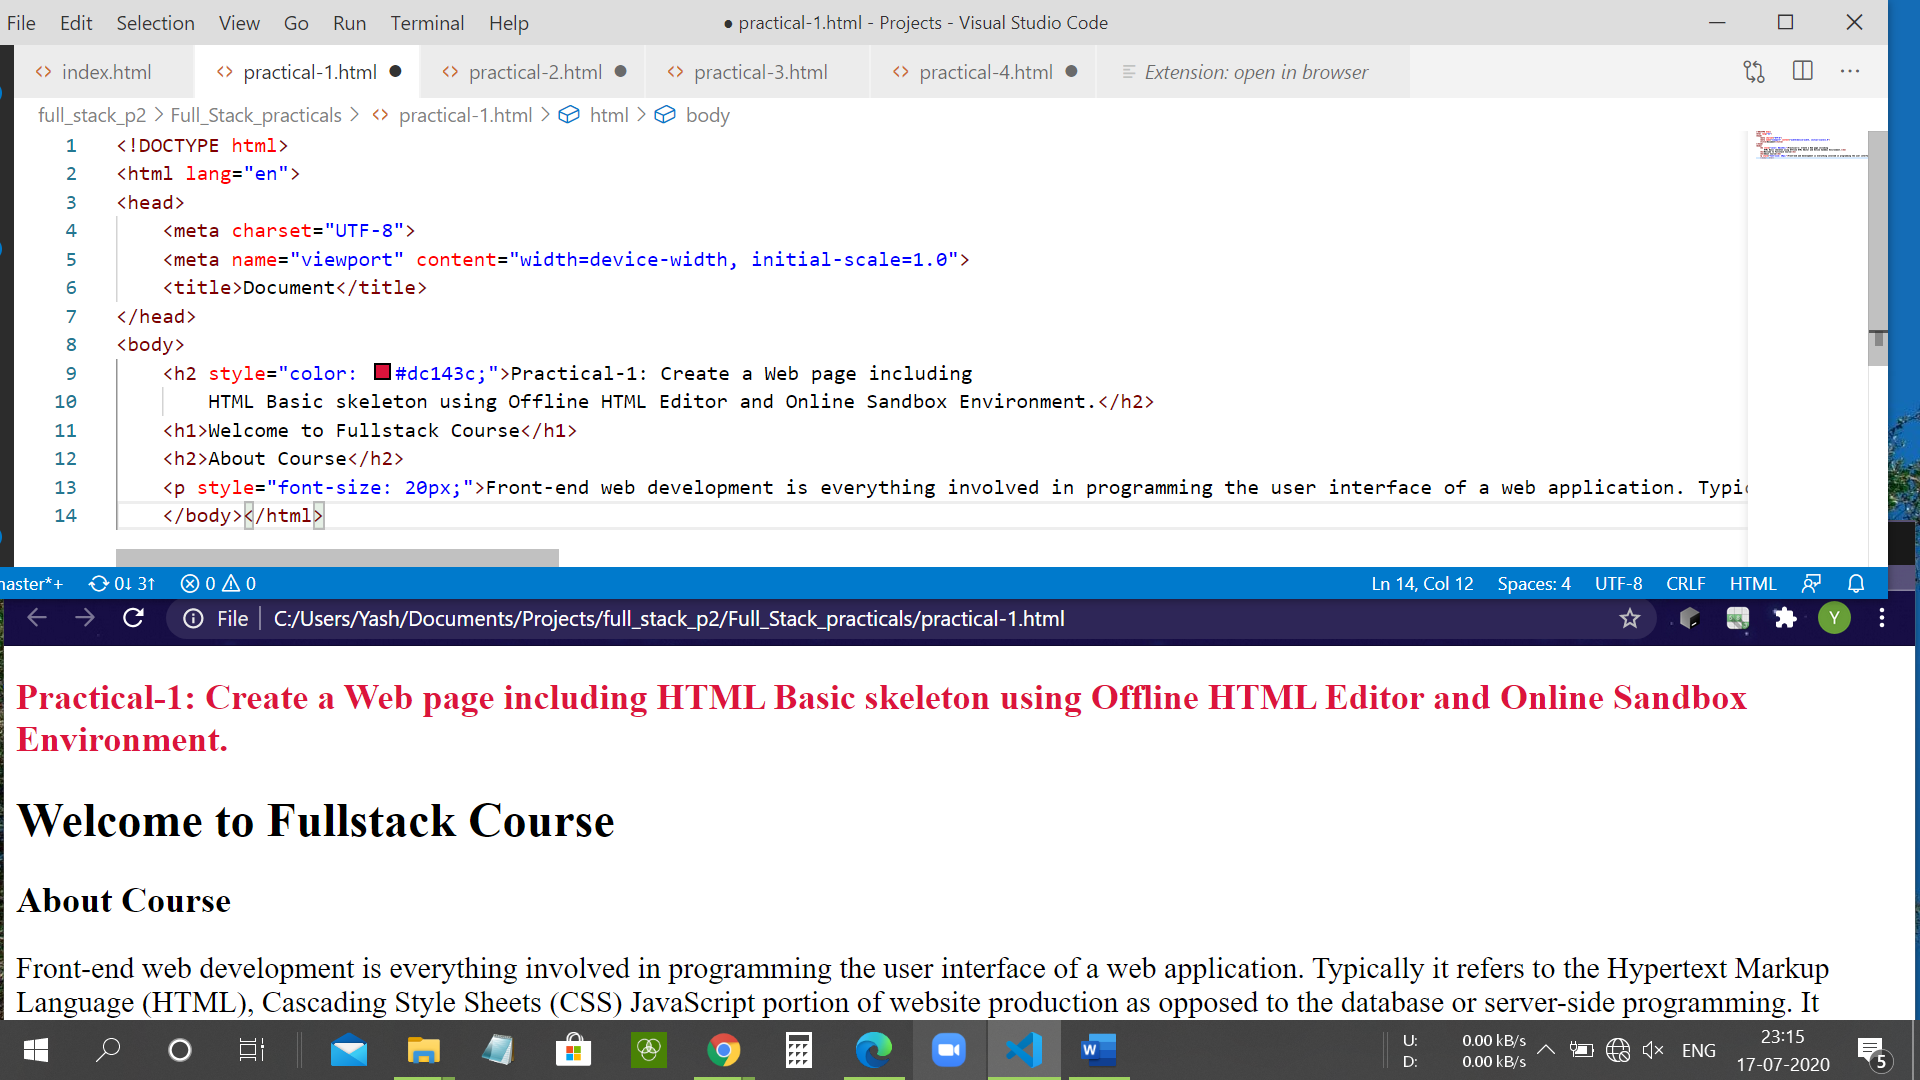 File Edit Selection View Go Run Terminal Help ● practical-1.html - Projects - Visual Studio Code
index.html practical-1.html ● practical-2.html ● practical-3.html practical-4.html ● Extension: open in browser
full_stack_p2 > Full_Stack_practicals > practical-1.html > html > body
1 <!DOCTYPE html>
2 <html lang="en">
3 <head>
4 <meta charset="UTF-8">
5 <meta name="viewport" content="width=device-width, initial-scale=1.0">
6 <title>Document</title>
7 </head>
8 <body>
9 <h2 style="color: #dc143c;">Practical-1: Create a Web page including
10 HTML Basic skeleton using Offline HTML Editor and Online Sandbox Environment.</h2>
11 <h1>Welcome to Fullstack Course</h1>
12 <h2>About Course</h2>
13 <p style="font-size: 20px;">Front-end web development is everything involved in programming the user interface of a web application. Typic
14 </body></html>
master*+ 0↓ 3↑ 0 0 Ln 14, Col 12 Spaces: 4 UTF-8 CRLF HTML
File C:/Users/Yash/Documents/Projects/full_stack_p2/Full_Stack_practicals/practical-1.html Y
Practical-1: Create a Web page including HTML Basic skeleton using Offline HTML Editor and Online Sandbox
Environment.
Welcome to Fullstack Course
About Course
Front-end web development is everything involved in programming the user interface of a web application. Typically it refers to the Hypertext Markup
Language (HTML), Cascading Style Sheets (CSS) JavaScript portion of website production as opposed to the database or server-side programming. It
U: 0.00 kB/s
D: 0.00 kB/s
ENG
23:15
17-07-2020
5